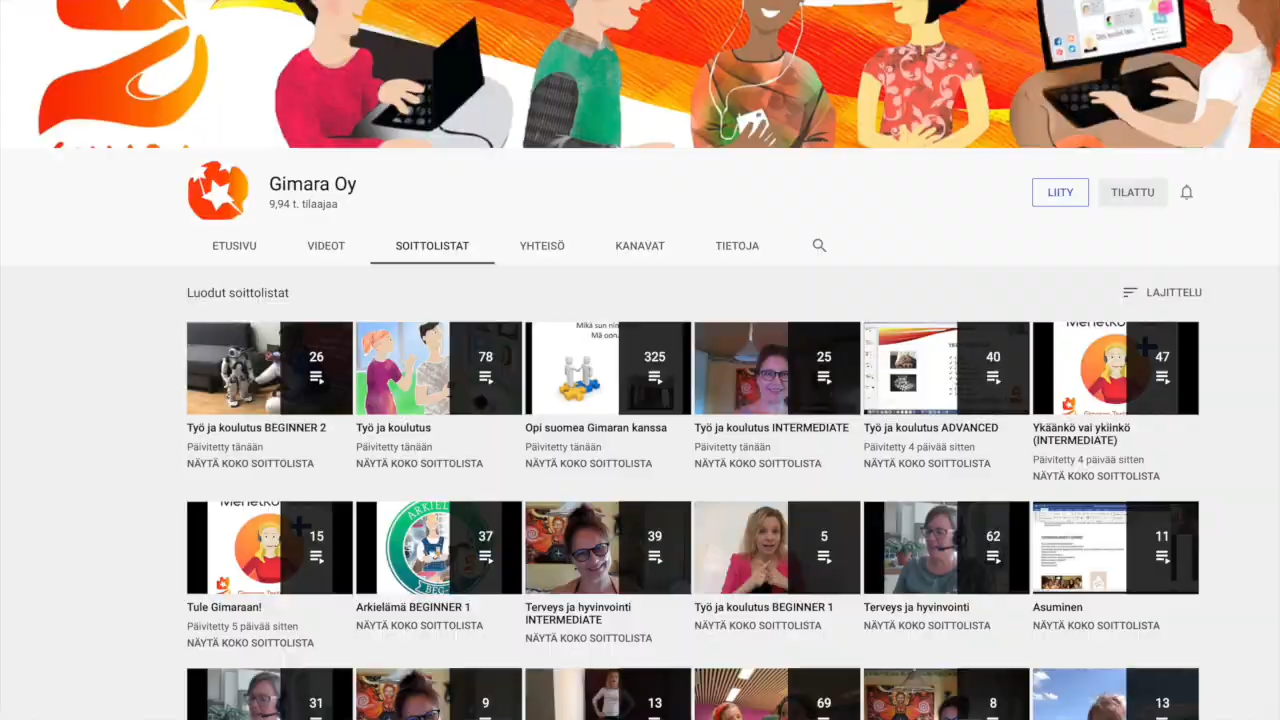 Gimara Oy
9,94 t. tilaajaa
LIITY
TILATTU
ETUSIVU
VIDEOT
SOITTOLISTAT
YHTEISÖ
KANAVAT
TIETOJA
Luodut soittolistat
LAJITTELU
26
78
Mikä sun nim
Mä oon
325
25
40
47
Työ ja koulutus BEGINNER 2
Päivitetty tänään
NÄYTÄ KOKO SOITTOLISTA
Työ ja koulutus
Päivitetty tänään
NÄYTÄ KOKO SOITTOLISTA
Opi suomea Gimaran kanssa
Päivitetty tänään
NÄYTÄ KOKO SOITTOLISTA
Työ ja koulutus INTERMEDIATE
Päivitetty tänään
NÄYTÄ KOKO SOITTOLISTA
Työ ja koulutus ADVANCED
Päivitetty 4 päivää sitten
NÄYTÄ KOKO SOITTOLISTA
Ykäänkö vai ykiinkö
(INTERMEDIATE)
Päivitetty 4 päivää sitten
NÄYTÄ KOKO SOITTOLISTA
15
37
39
5
62
11
Tule Gimaraan!
Päivitetty 5 päivää sitten
NÄYTÄ KOKO SOITTOLISTA
Arkielämä BEGINNER 1
NÄYTÄ KOKO SOITTOLISTA
Terveys ja hyvinvointi
INTERMEDIATE
NÄYTÄ KOKO SOITTOLISTA
Työ ja koulutus BEGINNER 1
NÄYTÄ KOKO SOITTOLISTA
Terveys ja hyvinvointi
NÄYTÄ KOKO SOITTOLISTA
Asuminen
NÄYTÄ KOKO SOITTOLISTA
31
9
13
69
8
13